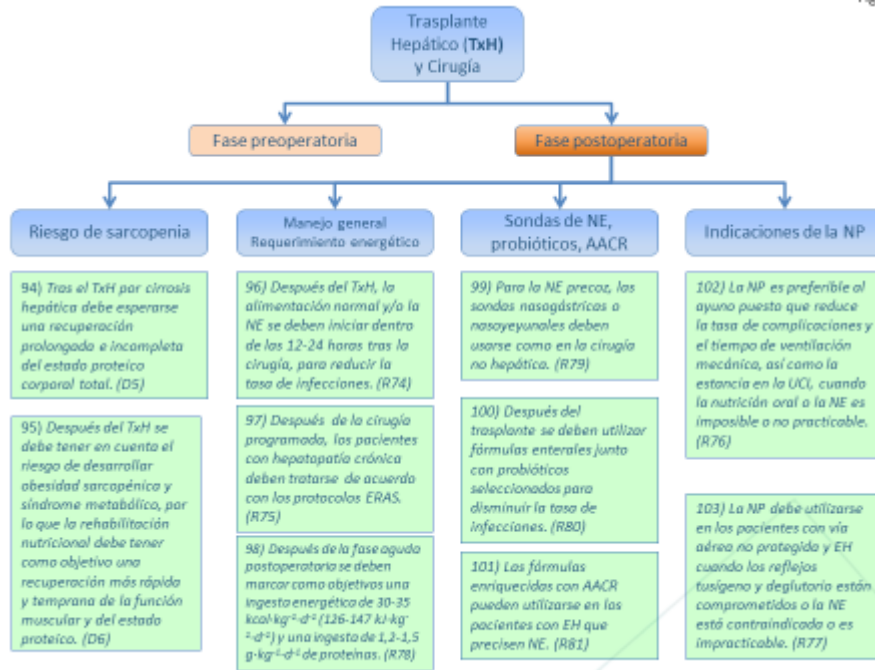 Trasplante
Hepático (TxH)
y Cirugía
Fase preoperatoria
Fase postoperatoria
Riesgo de sarcopenia
94) Tras el TxH por cirrosis
hepática debe esperarse
una recuperación
prolongada e incompleta
del estado proteico
corporal total. (D5)
95) Después del TxH se
debe tener en cuenta el
riesgo de desarrollar
obesidad sarcopénica y
síndrome metabólico, por
lo que la rehabilitación
nutricional debe tener
como objetivo una
recuperación más rápida
y temprana de la función
muscular y del estado
proteico. (D6)
Manejo general
Requerimiento energético
96) Después del TxH, la
alimentación normal y/o la
NE se deben iniciar dentro
de las 12-24 horas tras la
cirugía, para reducir la
tasa de infecciones. (R74)
97) Después de la cirugía
programada, los pacientes
con hepatopatía crónica
deben tratarse de acuerdo
con los protocolos ERAS.
(R75)
98) Después de la fase aguda
postoperatoria se deben
marcar como objetivos una
ingesta energética de 30-35
kcal·kg⁻¹·d⁻¹ (126-147 kJ·kg⁻
¹·d⁻¹) y una ingesta de 1,2-1,5
g·kg⁻¹·d⁻¹ de proteínas. (R78)
Sondas de NE,
probióticos, AACR
99) Para la NE precoz, las
sondas nasogástricas o
nasoyeyunales deben
usarse como en la cirugía
no hepática. (R79)
100) Después del
trasplante se deben utilizar
fórmulas enterales junto
con probióticos
seleccionados para
disminuir la tasa de
infecciones. (R80)
101) Las fórmulas
enriquecidas con AACR
pueden utilizarse en los
pacientes con EH que
precisen NE. (R81)
Indicaciones de la NP
102) La NP es preferible al
ayuno puesto que reduce
la tasa de complicaciones y
el tiempo de ventilación
mecánica, así como la
estancia en la UCI, cuando
la nutrición oral o la NE es
imposible o no practicable.
(R76)
103) La NP debe utilizarse
en los pacientes con vía
aérea no protegida y EH
cuando los reflejos
tusígeno y deglutorio están
comprometidos o la NE
está contraindicada o es
impracticable. (R77)